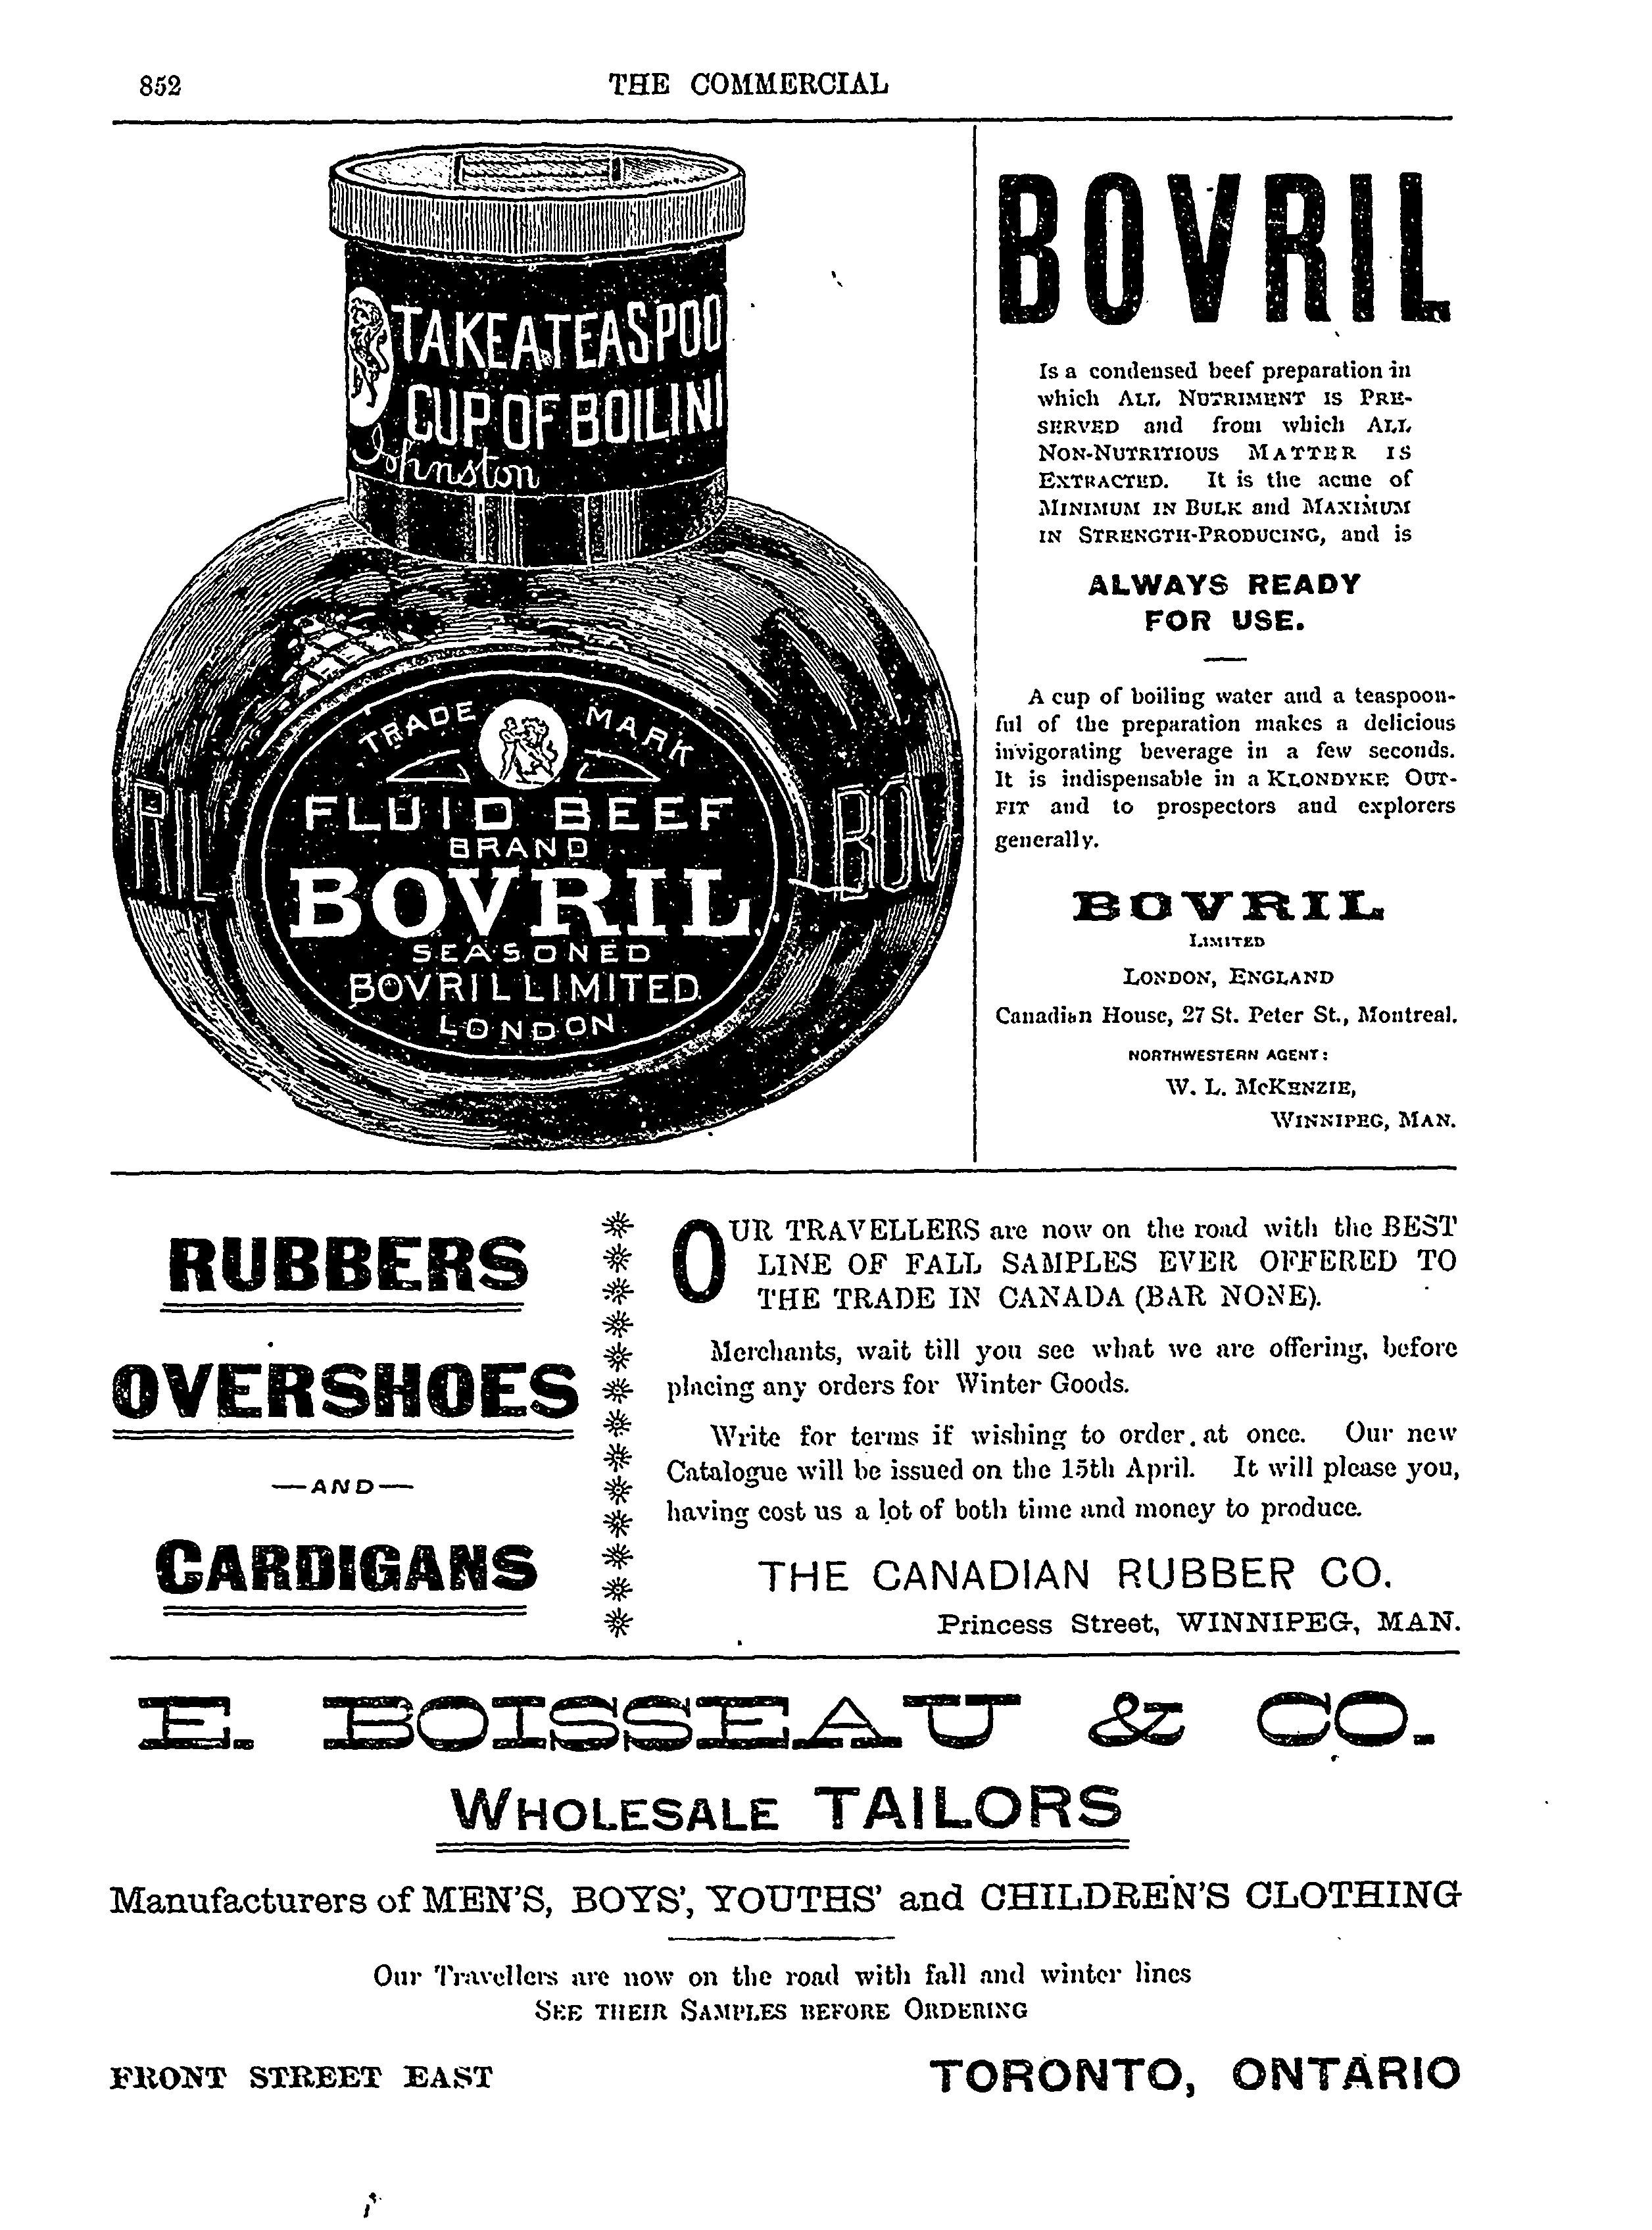 852
THE COMMERCIAL
TAKE A TEASPOO
CUP OF BOILIN
Johnston
TRADE MARK
FLUID BEEF
BRAND
BOVRIL
SEASONED
BOVRIL LIMITED
LONDON
RIL
BOV
BOVRIL
Is a condensed beef preparation in
which ALL NUTRIMENT IS PRE-
SERVED and from which ALL
NON-NUTRITIOUS MATTER IS
EXTRACTED. It is the acme of
MINIMUM IN BULK and MAXIMUM
IN STRENGTH-PRODUCING, and is
ALWAYS READY
FOR USE.
A cup of boiling water and a teaspoon-
ful of the preparation makes a delicious
invigorating beverage in a few seconds.
It is indispensable in a KLONDYKE OUT-
FIT and to prospectors and explorers
generally.
BOVRIL
LIMITED
LONDON, ENGLAND
Canadian House, 27 St. Peter St., Montreal.
NORTHWESTERN AGENT:
W. L. MCKENZIE,
WINNIPEG, MAN.
RUBBERS
OVERSHOES
—AND—
CARDIGANS
OUR TRAVELLERS are now on the road with the BEST
LINE OF FALL SAMPLES EVER OFFERED TO
THE TRADE IN CANADA (BAR NONE).
Merchants, wait till you see what we are offering, before
placing any orders for Winter Goods.
Write for terms if wishing to order at once. Our new
Catalogue will be issued on the 15th April. It will please you,
having cost us a lot of both time and money to produce.
THE CANADIAN RUBBER CO.
Princess Street, WINNIPEG, MAN.
E. BOISSEAU & CO.
WHOLESALE TAILORS
Manufacturers of MEN'S, BOYS', YOUTHS' and CHILDREN'S CLOTHING
Our Travellers are now on the road with fall and winter lines
SEE THEIR SAMPLES BEFORE ORDERING
FRONT STREET EAST
TORONTO, ONTARIO